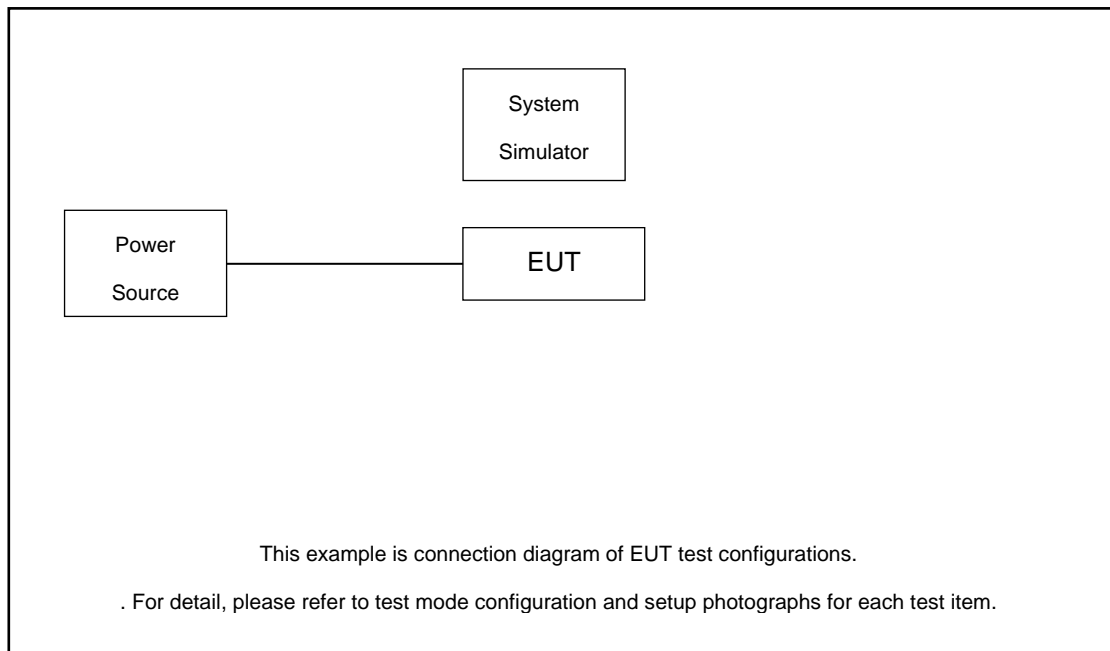 System
Simulator
Power
Source
EUT
This example is connection diagram of EUT test configurations.
. For detail, please refer to test mode configuration and setup photographs for each test item.